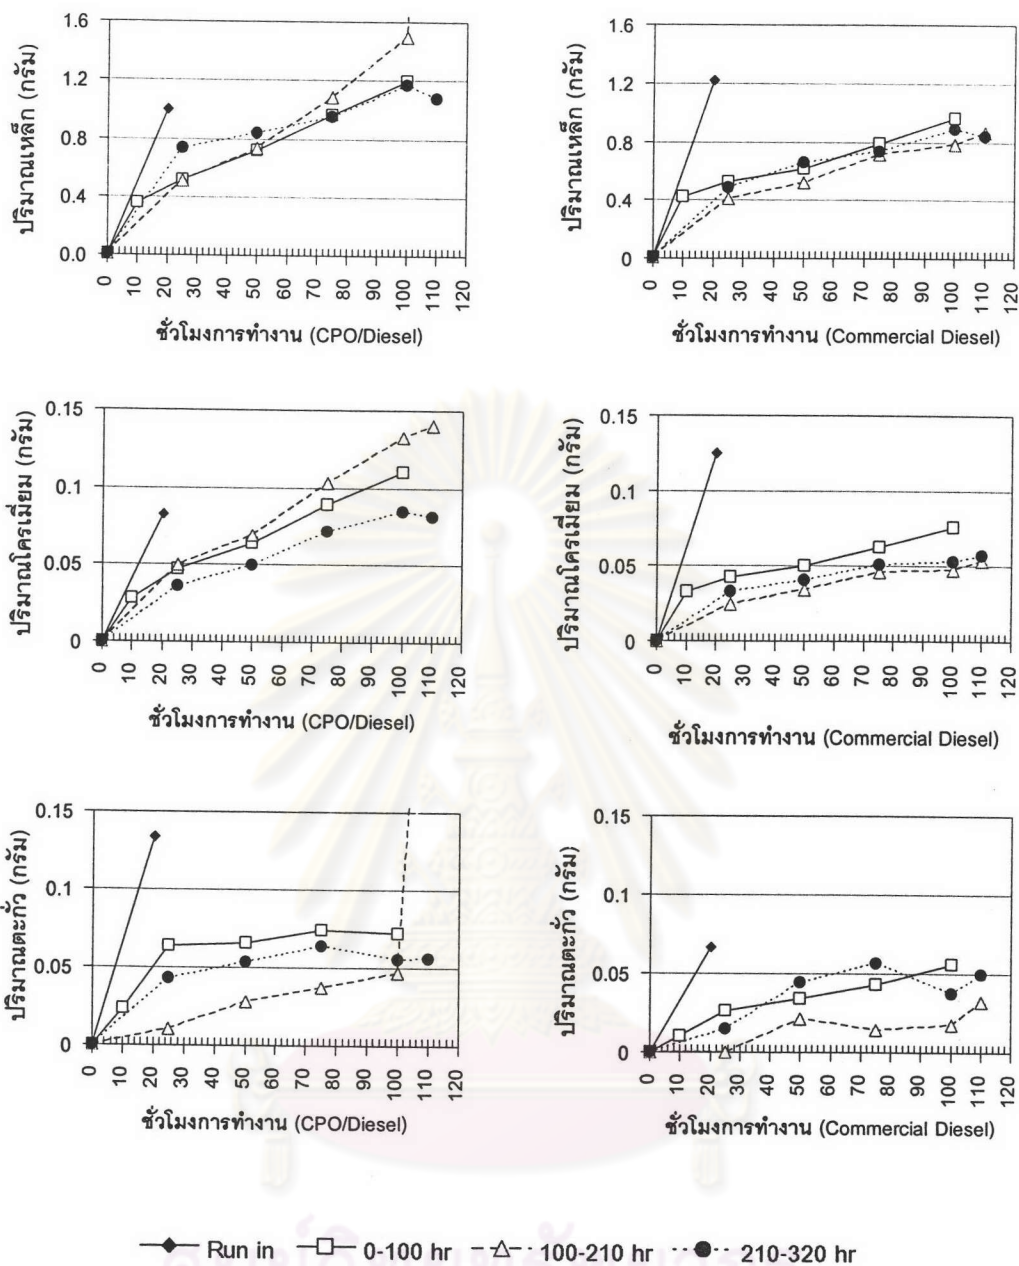 ปริมาณเหล็ก (กรัม)
1.6
1.2
0.8
0.4
0.0
0 10 20 30 40 50 60 70 80 90 100 110 120
ชั่วโมงการทำงาน (CPO/Diesel)
ปริมาณเหล็ก (กรัม)
1.6
1.2
0.8
0.4
0
0 10 20 30 40 50 60 70 80 90 100 110 120
ชั่วโมงการทำงาน (Commercial Diesel)
ปริมาณโครเมี่ยม (กรัม)
0.15
0.1
0.05
0
0 10 20 30 40 50 60 70 80 90 100 110 120
ชั่วโมงการทำงาน (CPO/Diesel)
ปริมาณโครเมี่ยม (กรัม)
0.15
0.1
0.05
0
0 10 20 30 40 50 60 70 80 90 100 110 120
ชั่วโมงการทำงาน (Commercial Diesel)
ปริมาณตะกั่ว (กรัม)
0.15
0.1
0.05
0
0 10 20 30 40 50 60 70 80 90 100 110 120
ชั่วโมงการทำงาน (CPO/Diesel)
ปริมาณตะกั่ว (กรัม)
0.15
0.1
0.05
0
0 10 20 30 40 50 60 70 80 90 100 110 120
ชั่วโมงการทำงาน (Commercial Diesel)
Run in 0-100 hr 100-210 hr 210-320 hr